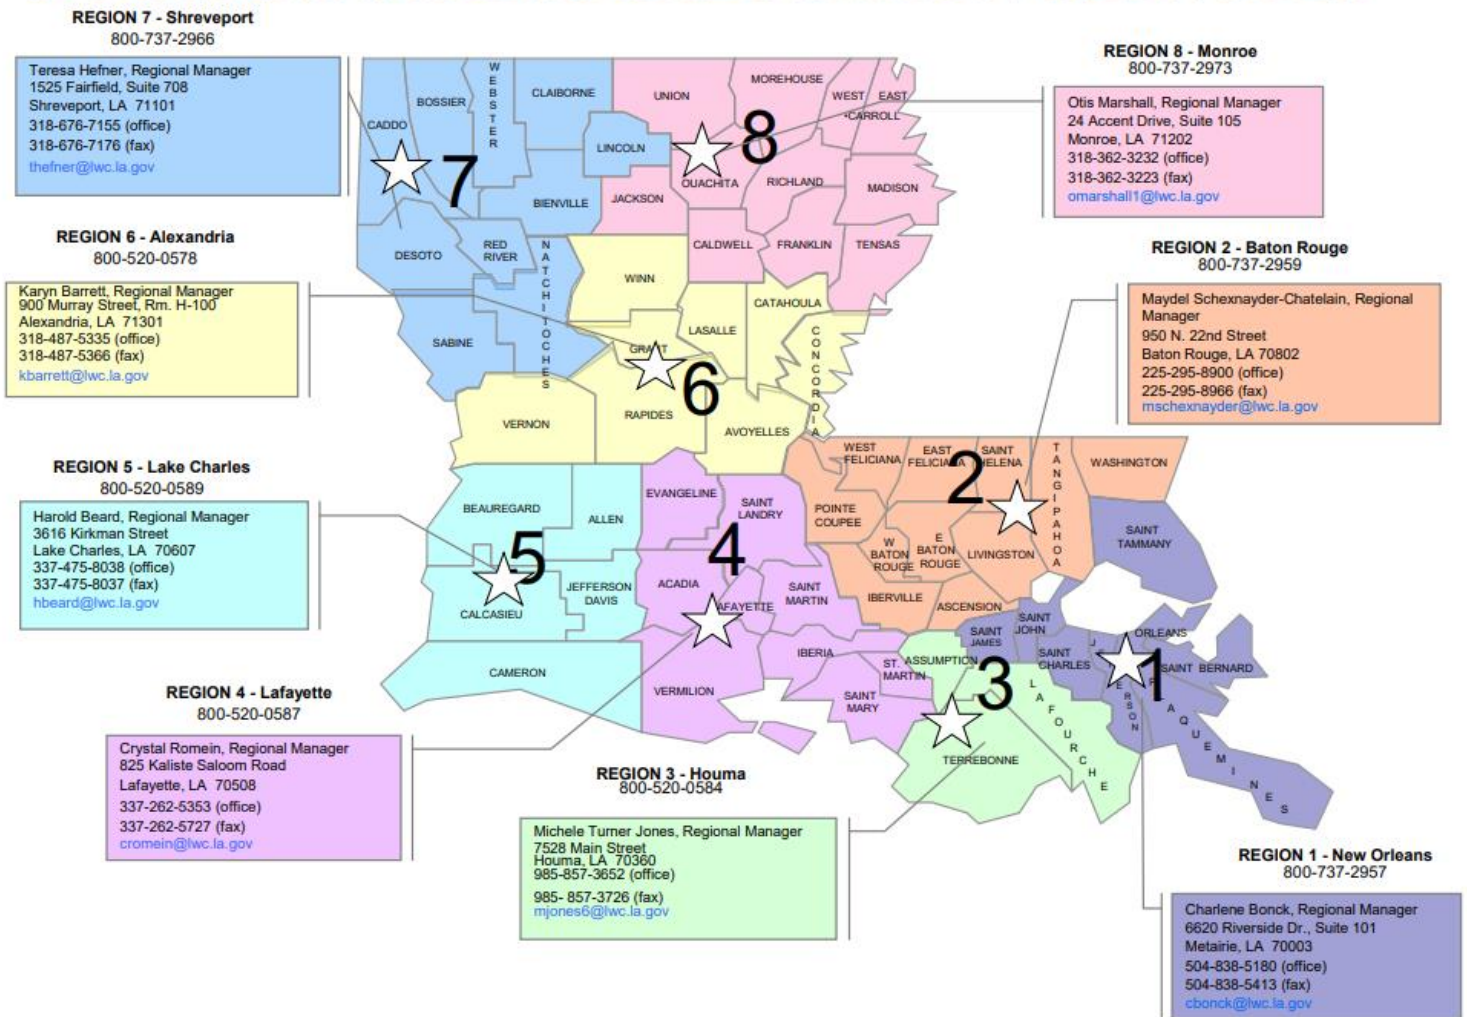 REGION 7 - Shreveport
800-737-2966
Teresa Hefner, Regional Manager
1525 Fairfield, Suite 708
Shreveport, LA 71101
318-676-7155 (office)
318-676-7176 (fax)
thefner@lwc.la.gov
REGION 6 - Alexandria
800-520-0578
Karyn Barrett, Regional Manager
900 Murray Street, Rm. H-100
Alexandria, LA 71301
318-487-5335 (office)
318-487-5366 (fax)
kbarrett@lwc.la.gov
REGION 5 - Lake Charles
800-520-0589
Harold Beard, Regional Manager
3616 Kirkman Street
Lake Charles, LA 70607
337-475-8038 (office)
337-475-8037 (fax)
hbeard@lwc.la.gov
REGION 4 - Lafayette
800-520-0587
Crystal Romein, Regional Manager
825 Kaliste Saloom Road
Lafayette, LA 70508
337-262-5353 (office)
337-262-5727 (fax)
cromein@lwc.la.gov
REGION 3 - Houma
800-520-0584
Michele Turner Jones, Regional Manager
7528 Main Street
Houma, LA 70360
985-857-3652 (office)
985- 857-3726 (fax)
mjones6@lwc.la.gov
REGION 8 - Monroe
800-737-2973
Otis Marshall, Regional Manager
24 Accent Drive, Suite 105
Monroe, LA 71202
318-362-3232 (office)
318-362-3223 (fax)
omarshall1@lwc.la.gov
REGION 2 - Baton Rouge
800-737-2959
Maydel Schexnayder-Chatelain, Regional
Manager
950 N. 22nd Street
Baton Rouge, LA 70802
225-295-8900 (office)
225-295-8966 (fax)
mschexnayder@lwc.la.gov
REGION 1 - New Orleans
800-737-2957
Charlene Bonck, Regional Manager
6620 Riverside Dr., Suite 101
Metairie, LA 70003
504-838-5180 (office)
504-838-5413 (fax)
cbonck@lwc.la.gov
CADDO
BOSSIER
WEBSTER
CLAIBORNE
LINCOLN
BIENVILLE
DESOTO
RED
RIVER
NATCHITOCHES
SABINE
7
UNION
MOREHOUSE
WEST
EAST
CARROLL
OUACHITA
RICHLAND
MADISON
JACKSON
CALDWELL
FRANKLIN
TENSAS
8
WINN
GRANT
LASALLE
CATAHOULA
CONCORDIA
VERNON
RAPIDES
AVOYELLES
6
BEAUREGARD
ALLEN
CALCASIEU
JEFFERSON
DAVIS
CAMERON
5
EVANGELINE
SAINT
LANDRY
ACADIA
LAFAYETTE
SAINT
MARTIN
IBERIA
VERMILION
ST.
MARTIN
SAINT
MARY
4
WEST
FELICIANA
EAST
FELICIANA
SAINT
HELENA
TANGIPAHOA
WASHINGTON
POINTE
COUPEE
W
BATON
ROUGE
E
BATON
ROUGE
LIVINGSTON
IBERVILLE
ASCENSION
2
ASSUMPTION
LAFOURCHE
TERREBONNE
3
SAINT
TAMMANY
SAINT
JAMES
SAINT
JOHN
SAINT
CHARLES
ORLEANS
SAINT BERNARD
JEFFERSON
PLAQUEMINES
1